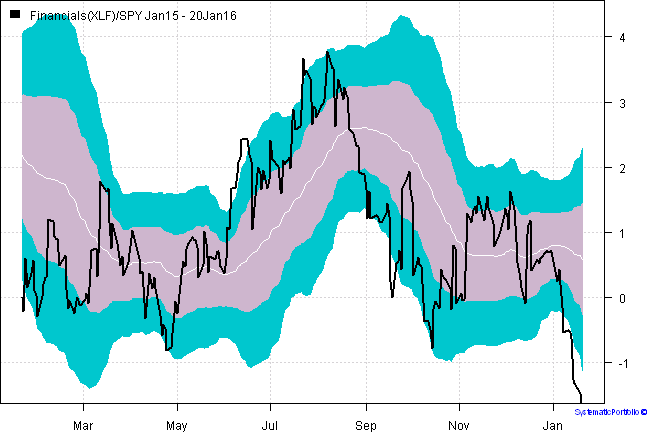 Financials(XLF)/SPY Jan15 - 20Jan16
4
3
2
1
0
-1
Mar May Jul Sep Nov Jan
SystematicPortfolio ©